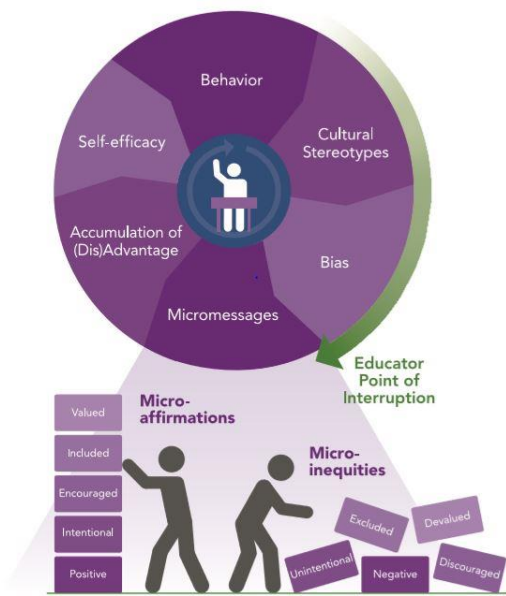 Behavior
Cultural
Stereotypes
Bias
Micromessages
Accumulation of
(Dis)Advantage
Self-efficacy
Educator
Point of
Interruption
Micro-
affirmations
Valued
Included
Encouraged
Intentional
Positive
Micro-
inequities
Excluded
Devalued
Unintentional
Negative
Discouraged